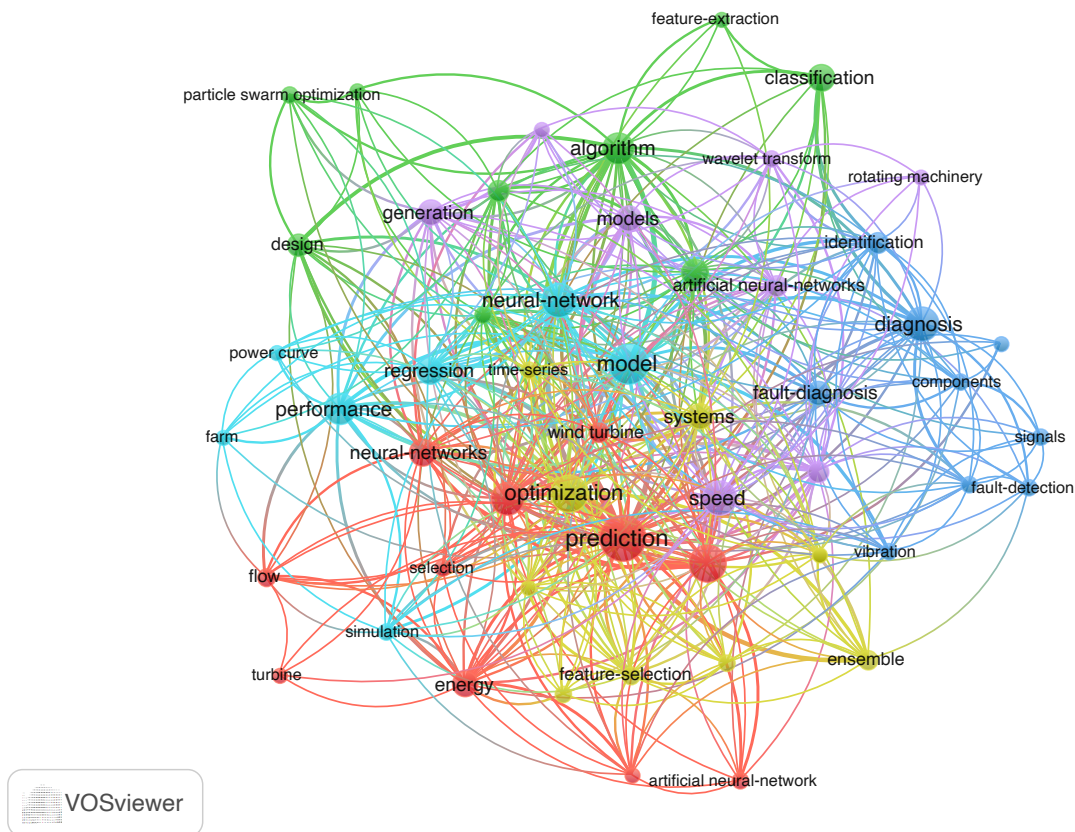 feature-extraction
classification
particle swarm optimization
algorithm
wavelet transform
rotating machinery
generation
models
design
identification
artificial neural-networks
neural-network
diagnosis
power curve
regression
time-series
model
components
fault-diagnosis
performance
systems
farm
wind turbine
signals
neural-networks
fault-detection
optimization
speed
prediction
vibration
selection
flow
simulation
ensemble
turbine
energy
feature-selection
artificial neural-network
VOSviewer